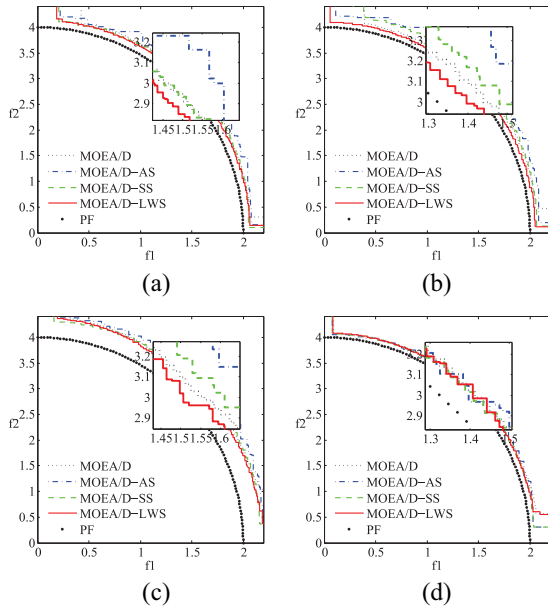 4
3.5
3
2.5
2
1.5
1
0.5
0
f2
0 0.5 1 1.5 2
f1
3.2
3.1
3
2.9
1.45 1.5 1.55 1.6
MOEA/D
MOEA/D-AS
MOEA/D-SS
MOEA/D-LWS
PF
(a)
4
3.5
3
2.5
2
1.5
1
0.5
0
f2
0 0.5 1 1.5 2
f1
3.3
3.2
3.1
3
1.3 1.4
MOEA/D
MOEA/D-AS
MOEA/D-SS
MOEA/D-LWS
PF
(b)
4
3.5
3
2.5
2
1.5
1
0.5
0
f2
0 0.5 1 1.5 2
f1
3.2
3.1
3
2.9
1.45 1.5 1.55 1.6
MOEA/D
MOEA/D-AS
MOEA/D-SS
MOEA/D-LWS
PF
(c)
4
3.5
3
2.5
2
1.5
1
0.5
0
f2
0 0.5 1 1.5 2
f1
3.2
3.1
3
2.9
1.3 1.4
MOEA/D
MOEA/D-AS
MOEA/D-SS
MOEA/D-LWS
PF
(d)